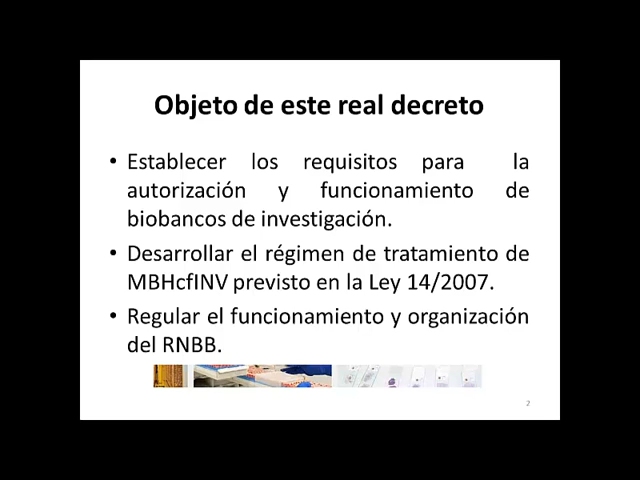 Objeto de este real decreto
• Establecer los requisitos para la
autorización y funcionamiento de
biobancos de investigación.
• Desarrollar el régimen de tratamiento de
MBHcfINV previsto en la Ley 14/2007.
• Regular el funcionamiento y organización
del RNBB.
2